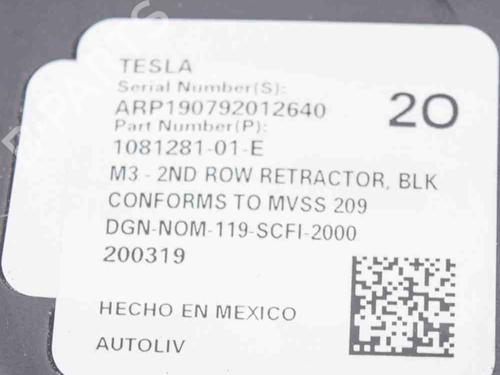 TESLA
Serial Number(S):
ARP190792012640
20
Part Number(P):
1081281-01-E
M3 - 2ND ROW RETRACTOR, BLK
CONFORMS TO MVSS 209
DGN-NOM-119-SCFI-2000
200319
HECHO EN MEXICO
AUTOLIV